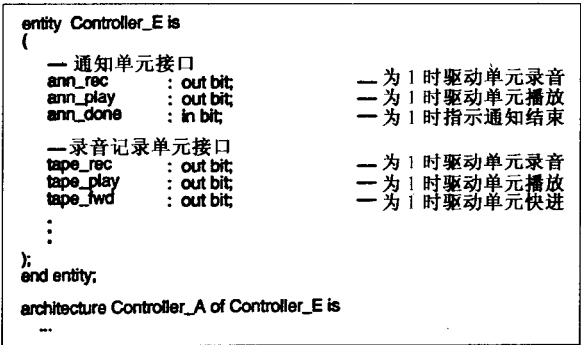 entity Controller_E is
(
— 通知单元接口
ann_rec : out bit; — 为 1 时驱动单元录音
ann_play : out bit; — 为 1 时驱动单元播放
ann_done : in bit; — 为 1 时指示通知结束
— 录音记录单元接口
tape_rec : out bit; — 为 1 时驱动单元录音
tape_play : out bit; — 为 1 时驱动单元播放
tape_fwd : out bit; — 为 1 时驱动单元快进
⋮
);
end entity;
architecture Controller_A of Controller_E is
...